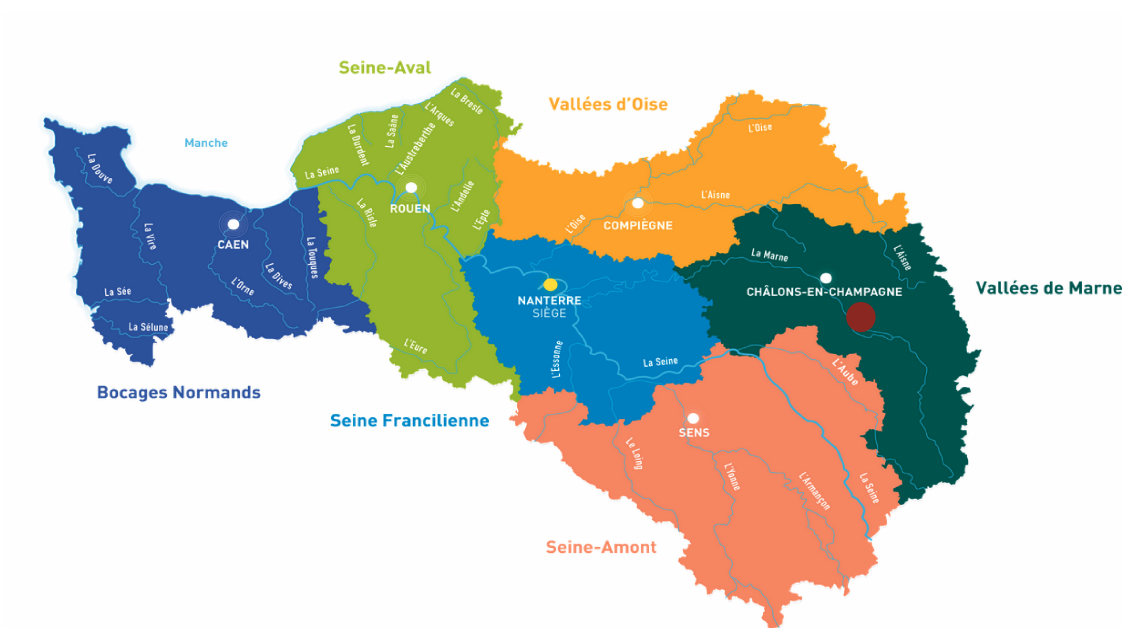 Seine-Aval
Vallées d'Oise
Manche
La Bresle
L'Arques
La Saâne
La Durdent
L'Austreberthe
La Seine
ROUEN
L'Andelle
L'Epte
La Risle
L'Eure
La Douve
La Vire
CAEN
La Touques
La Dives
L'Orne
La Sée
La Sélune
Bocages Normands
L'Oise
L'Aisne
L'Oise
COMPIÈGNE
La Marne
L'Aisne
CHÂLONS-EN-CHAMPAGNE
Vallées de Marne
NANTERRE
SIÈGE
L'Essonne
La Seine
Seine Francilienne
L'Aube
SENS
Le Loing
L'Yonne
L'Armançon
La Seine
Seine-Amont